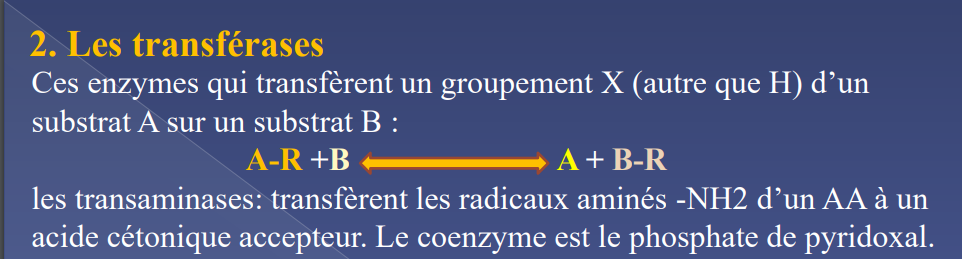 2. Les transférases
Ces enzymes qui transfèrent un groupement X (autre que H) d’un
substrat A sur un substrat B :
A-R +B A + B-R
les transaminases: transfèrent les radicaux aminés -NH2 d’un AA à un
acide cétonique accepteur. Le coenzyme est le phosphate de pyridoxal.